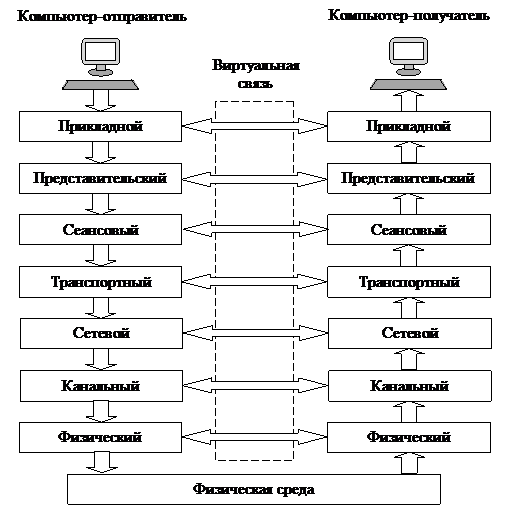 Компьютер-отправитель
Компьютер-получатель
Виртуальная
связь
Прикладной
Прикладной
Представительский
Представительский
Сеансовый
Сеансовый
Транспортный
Транспортный
Сетевой
Сетевой
Канальный
Канальный
Физический
Физический
Физическая среда